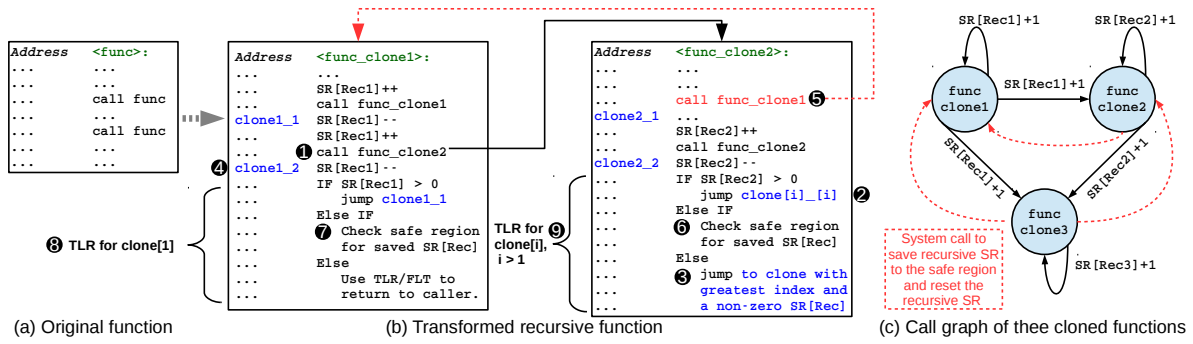 Address <func>:
... ...
... ...
... call func
... ...
... call func
... ...
... ...
(a) Original function
Address <func_clone1>:
... ...
... SR[Rec1]++
... call func_clone1
clone1_1 SR[Rec1]--
... SR[Rec1]++
... 1 call func_clone2
4 clone1_2 SR[Rec1]--
... IF SR[Rec1] > 0
... jump clone1_1
... Else IF
... 7 Check safe region
... for saved SR[Rec]
... Else
... Use TLR/FLT to
... return to caller.
8 TLR for clone[1]
Address <func_clone2>:
... ...
... ...
... call func_clone1 5
clone2_1 ...
... SR[Rec2]++
... call func_clone2
clone2_2 SR[Rec2]--
... IF SR[Rec2] > 0
... jump clone[i]_[i] 2
... Else IF
... 6 Check safe region
... for saved SR[Rec]
... Else
... 3 jump to clone with
... greatest index and
... a non-zero SR[Rec]
TLR for 9
clone[i],
i > 1
(b) Transformed recursive function
SR[Rec1]+1
SR[Rec2]+1
func
clone1
SR[Rec1]+1
func
clone2
SR[Rec1]+1
SR[Rec2]+1
func
clone3
SR[Rec3]+1
System call to
save recursive SR
to the safe region
and reset the
recursive SR
(c) Call graph of thee cloned functions